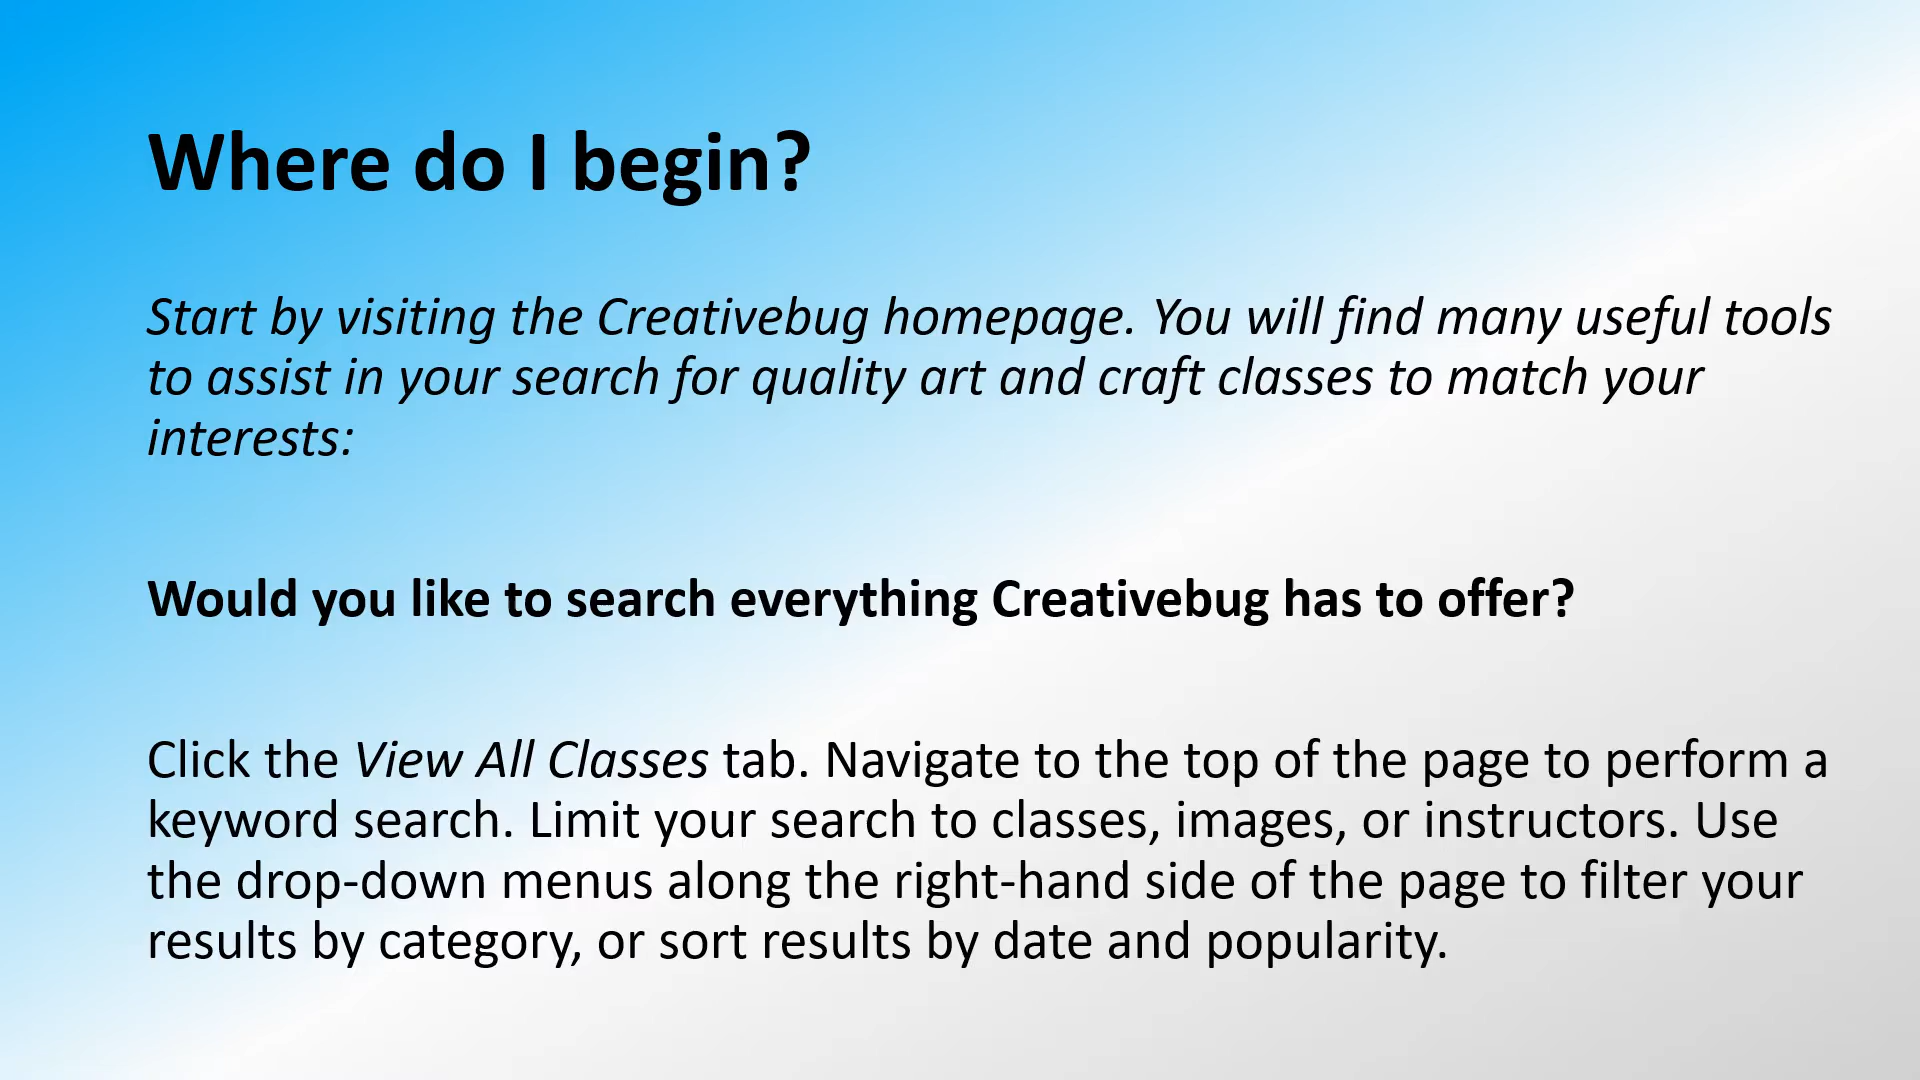 Where do I begin?
Start by visiting the Creativebug homepage. You will find many useful tools
to assist in your search for quality art and craft classes to match your
interests:
Would you like to search everything Creativebug has to offer?
Click the View All Classes tab. Navigate to the top of the page to perform a
keyword search. Limit your search to classes, images, or instructors. Use
the drop-down menus along the right-hand side of the page to filter your
results by category, or sort results by date and popularity.